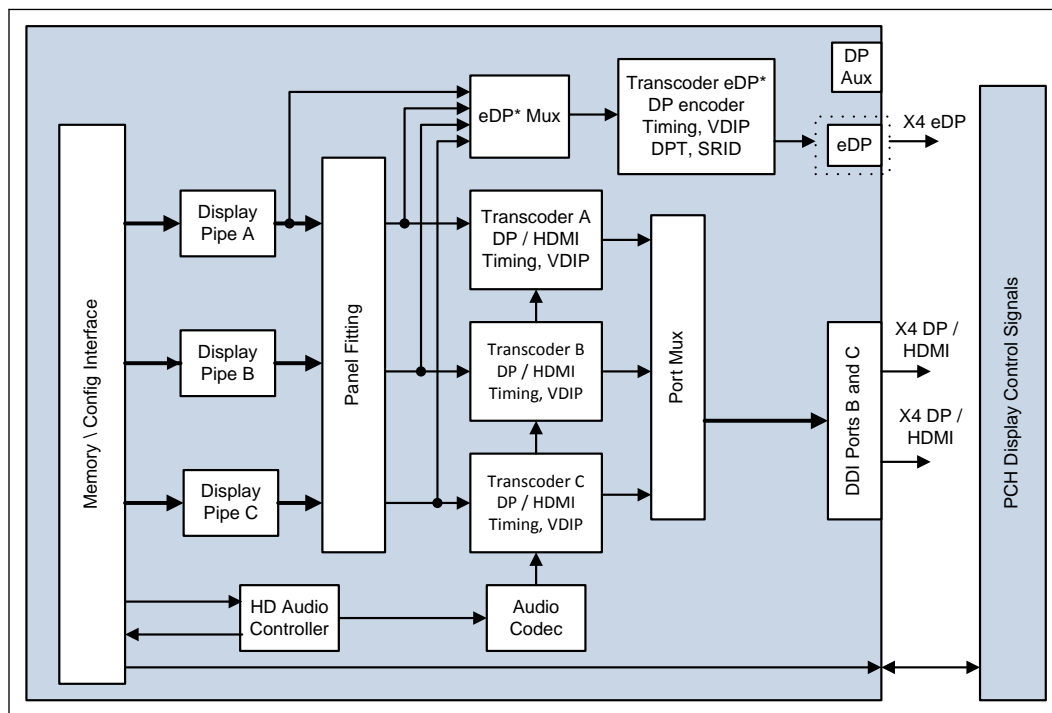 DP
Aux
Transcoder eDP*
DP encoder
Timing, VDIP
DPT, SRID
eDP* Mux
eDP
X4 eDP
Memory \ Config Interface
Display
Pipe A
Panel Fitting
Transcoder A
DP / HDMI
Timing, VDIP
Port Mux
PCH Display Control Signals
Display
Pipe B
Transcoder B
DP / HDMI
Timing, VDIP
DDI Ports B and C
X4 DP /
HDMI
X4 DP /
HDMI
Display
Pipe C
Transcoder C
DP / HDMI
Timing, VDIP
HD Audio
Controller
Audio
Codec